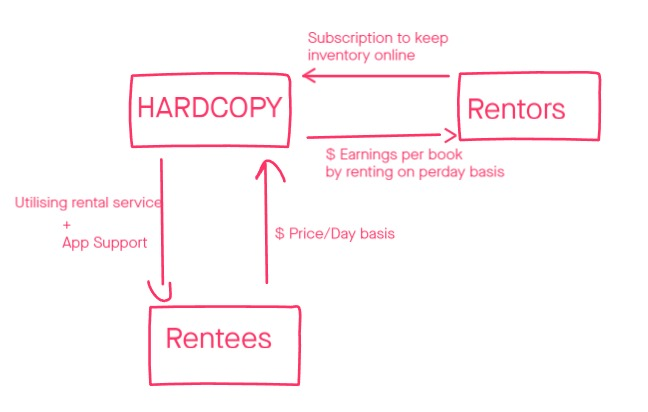 Subscription to keep
inventory online
HARDCOPY
Rentors
$ Earnings per book
by renting on perday basis
Utilising rental service
+
App Support
$ Price/Day basis
Rentees